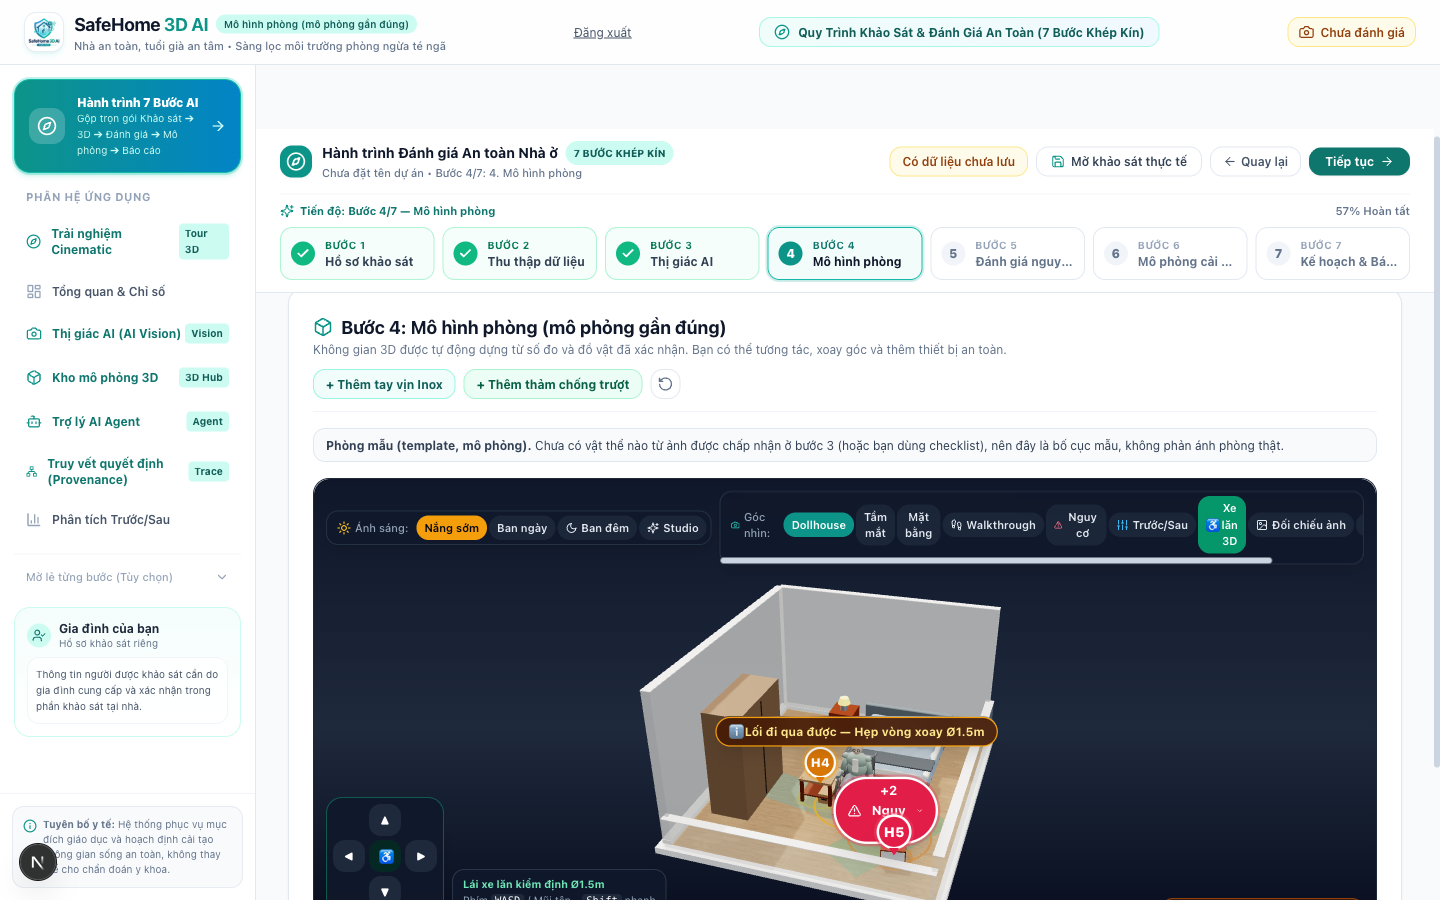 SafeHome 3D AI
Mô hình phòng (mô phỏng gần đúng)
Nhà an toàn, tuổi già an tâm • Sàng lọc môi trường phòng ngừa té ngã
Đăng xuất
Quy Trình Khảo Sát & Đánh Giá An Toàn (7 Bước Khép Kín)
Chưa đánh giá
Hành trình 7 Bước AI
Gộp trọn gói Khảo sát →
3D → Đánh giá → Mô
phỏng → Báo cáo
PHÂN HỆ ỨNG DỤNG
Trải nghiệm
Cinematic
Tour
3D
Tổng quan & Chỉ số
Thị giác AI (AI Vision)
Vision
Kho mô phỏng 3D
3D Hub
Trợ lý AI Agent
Agent
Truy vết quyết định
(Provenance)
Trace
Phân tích Trước/Sau
Mở lẻ từng bước (Tùy chọn)
Gia đình của bạn
Hồ sơ khảo sát riêng
Thông tin người được khảo sát cần do
gia đình cung cấp và xác nhận trong
phần khảo sát tại nhà.
Tuyên bố y tế: Hệ thống phục vụ mục
đích giáo dục và hoạch định cải tạo
không gian sống an toàn, không thay
cho chẩn đoán y khoa.
N
Hành trình Đánh giá An toàn Nhà ở
7 BƯỚC KHÉP KÍN
Chưa đặt tên dự án • Bước 4/7: 4. Mô hình phòng
Có dữ liệu chưa lưu
Mở khảo sát thực tế
← Quay lại
Tiếp tục →
Tiến độ: Bước 4/7 — Mô hình phòng
57% Hoàn tất
BƯỚC 1
Hồ sơ khảo sát
BƯỚC 2
Thu thập dữ liệu
BƯỚC 3
Thị giác AI
4
BƯỚC 4
Mô hình phòng
5
BƯỚC 5
Đánh giá nguy...
6
BƯỚC 6
Mô phỏng cải ...
7
BƯỚC 7
Kế hoạch & Bá...
Bước 4: Mô hình phòng (mô phỏng gần đúng)
Không gian 3D được tự động dựng từ số đo và đồ vật đã xác nhận. Bạn có thể tương tác, xoay góc và thêm thiết bị an toàn.
+ Thêm tay vịn Inox
+ Thêm thảm chống trượt
Phòng mẫu (template, mô phỏng). Chưa có vật thể nào từ ảnh được chấp nhận ở bước 3 (hoặc bạn dùng checklist), nên đây là bố cục mẫu, không phản ánh phòng thật.
Ánh sáng:
Nắng sớm
Ban ngày
Ban đêm
Studio
Góc
nhìn:
Dollhouse
Tầm
mắt
Mặt
bằng
Walkthrough
Nguy
cơ
Trước/Sau
Xe
lăn
3D
Đối chiếu ảnh
Lối đi qua được — Hẹp vòng xoay Ø1.5m
H4
+2
Nguy
H5
Lái xe lăn kiểm định Ø1.5m
Phím WASD / Mũi tên Shift nhanh